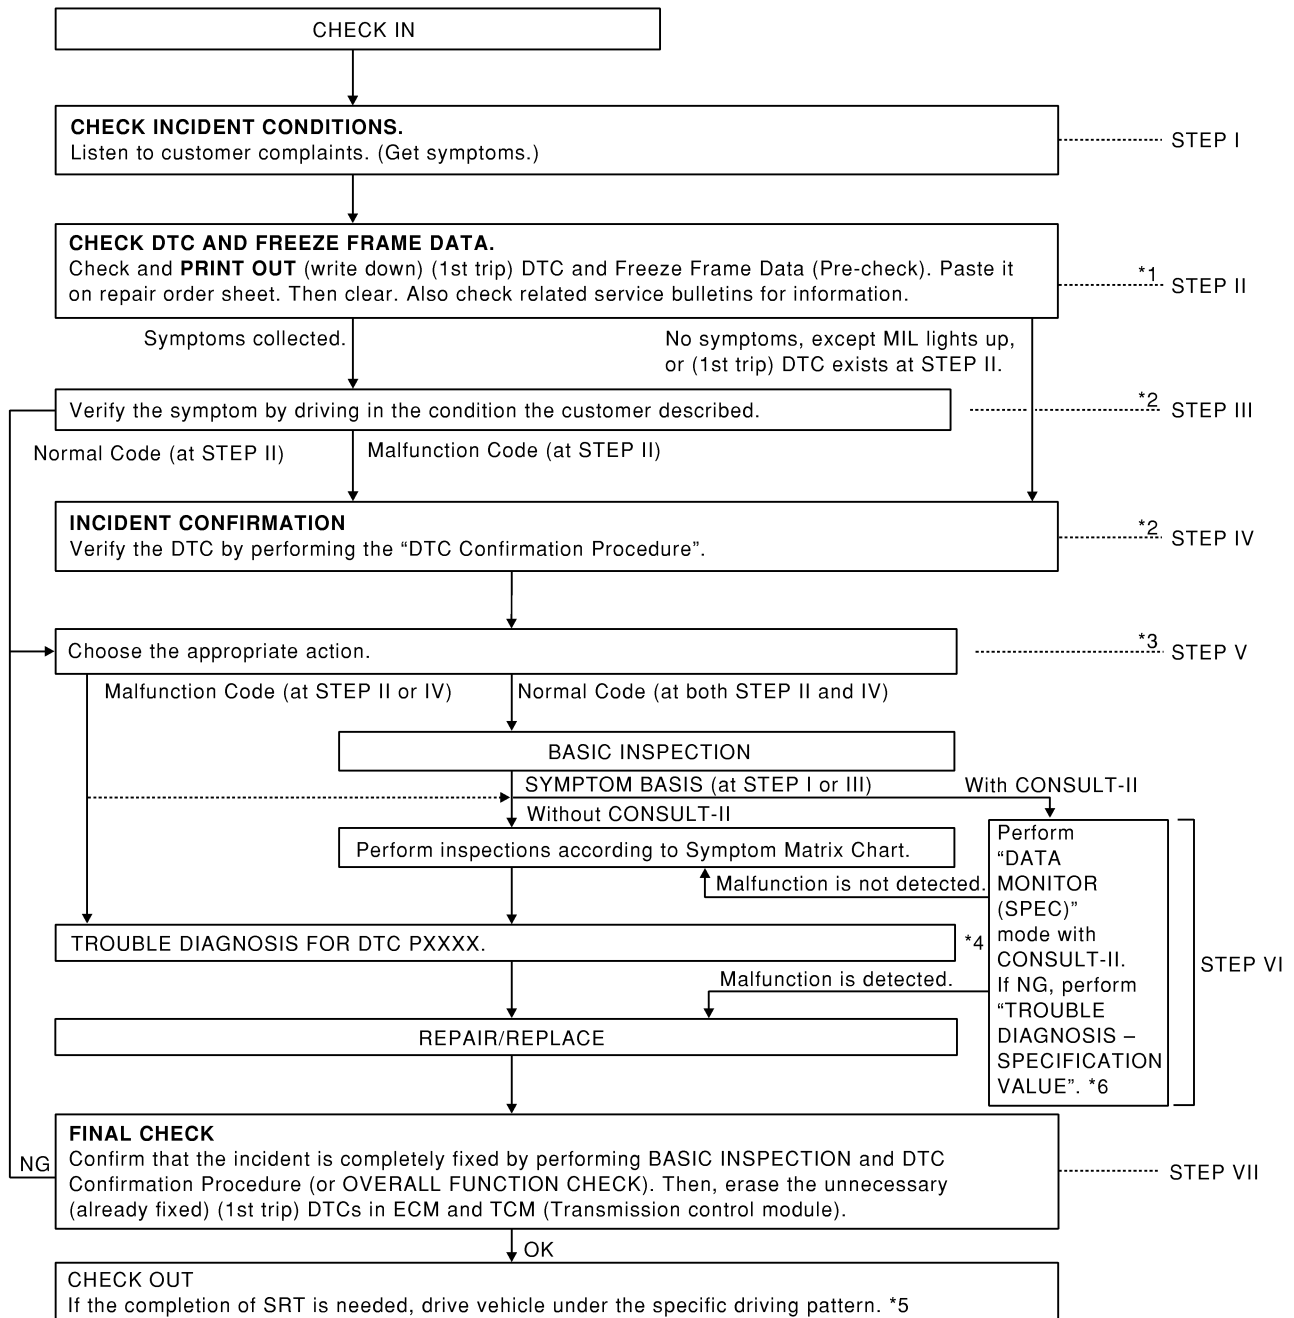 CHECK IN
CHECK INCIDENT CONDITIONS.
Listen to customer complaints. (Get symptoms.)
STEP I
CHECK DTC AND FREEZE FRAME DATA.
Check and PRINT OUT (write down) (1st trip) DTC and Freeze Frame Data (Pre-check). Paste it
on repair order sheet. Then clear. Also check related service bulletins for information.
*1
STEP II
Symptoms collected.
No symptoms, except MIL lights up,
or (1st trip) DTC exists at STEP II.
Verify the symptom by driving in the condition the customer described.
*2
STEP III
Normal Code (at STEP II)
Malfunction Code (at STEP II)
INCIDENT CONFIRMATION
Verify the DTC by performing the “DTC Confirmation Procedure”.
*2
STEP IV
Choose the appropriate action.
*3
STEP V
Malfunction Code (at STEP II or IV)
Normal Code (at both STEP II and IV)
BASIC INSPECTION
SYMPTOM BASIS (at STEP I or III)
With CONSULT-II
Without CONSULT-II
Perform inspections according to Symptom Matrix Chart.
Malfunction is not detected.
Perform
“DATA
MONITOR
(SPEC)”
mode with
CONSULT-II.
If NG, perform
“TROUBLE
DIAGNOSIS –
SPECIFICATION
VALUE”. *6
STEP VI
TROUBLE DIAGNOSIS FOR DTC PXXXX.
*4
Malfunction is detected.
REPAIR/REPLACE
FINAL CHECK
Confirm that the incident is completely fixed by performing BASIC INSPECTION and DTC
Confirmation Procedure (or OVERALL FUNCTION CHECK). Then, erase the unnecessary
(already fixed) (1st trip) DTCs in ECM and TCM (Transmission control module).
NG
STEP VII
OK
CHECK OUT
If the completion of SRT is needed, drive vehicle under the specific driving pattern. *5